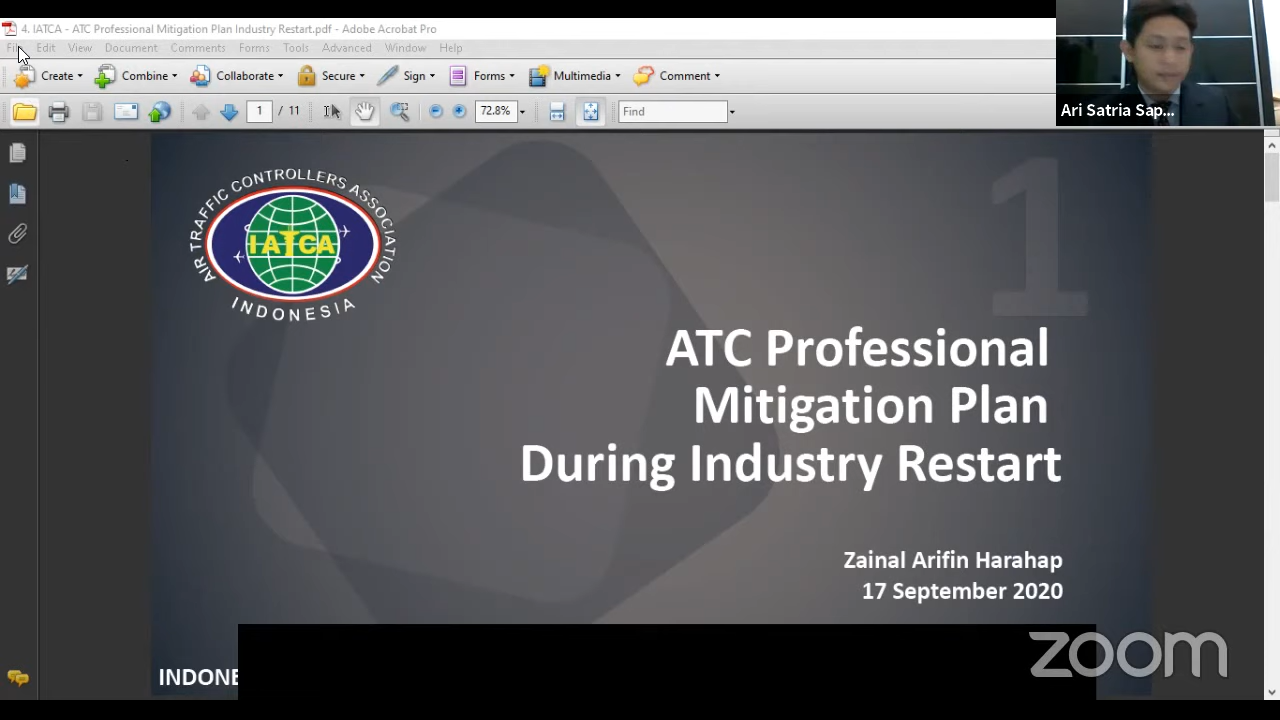 4. IATCA - ATC Professional Mitigation Plan Industry Restart.pdf - Adobe Acrobat Pro
Edit View Document Comments Forms Tools Advanced Window Help
Create Combine Collaborate Secure Sign Forms Multimedia Comment
1 / 11 72.8% Find
Ari Satria Sap...
AIR TRAFFIC CONTROLLERS ASSOCIATION
IATCA
INDONESIA
1
ATC Professional
Mitigation Plan
During Industry Restart
Zainal Arifin Harahap
17 September 2020
zoom
INDONE